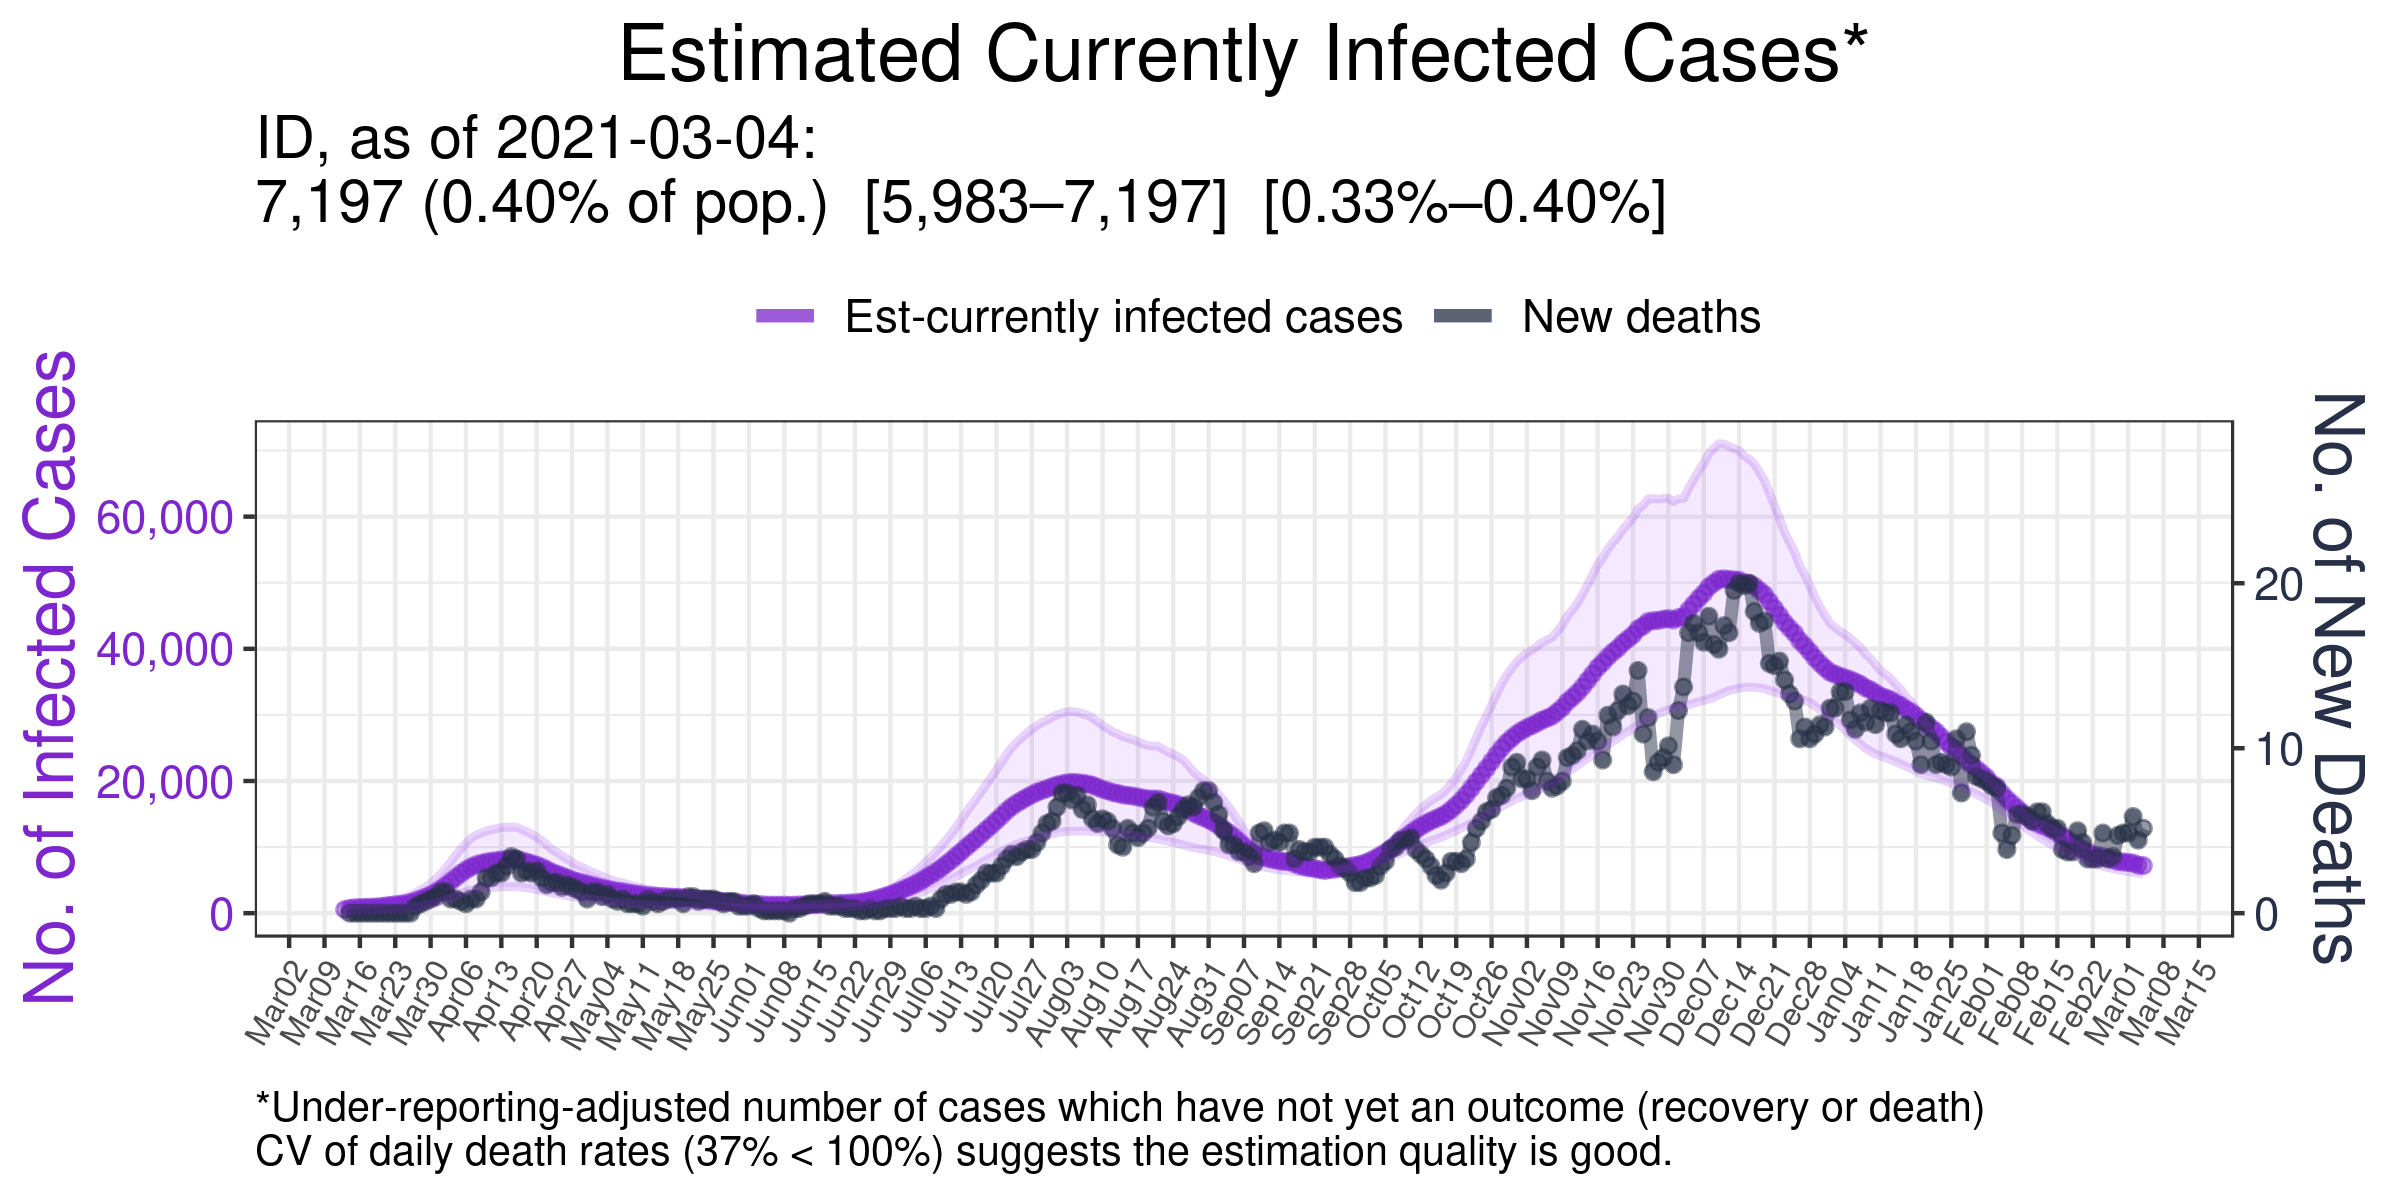 Estimated Currently Infected Cases*
ID, as of 2021-03-04:
7,197 (0.40% of pop.) [5,983–7,197] [0.33%–0.40%]
Est-currently infected cases
New deaths
No. of Infected Cases
60,000
40,000
20,000
0
20
10
0
No. of New Deaths
Mar02
Mar09
Mar16
Mar23
Mar30
Apr06
Apr13
Apr20
Apr27
May04
May11
May18
May25
Jun01
Jun08
Jun15
Jun22
Jun29
Jul06
Jul13
Jul20
Jul27
Aug03
Aug10
Aug17
Aug24
Aug31
Sep07
Sep14
Sep21
Sep28
Oct05
Oct12
Oct19
Oct26
Nov02
Nov09
Nov16
Nov23
Nov30
Dec07
Dec14
Dec21
Dec28
Jan04
Jan11
Jan18
Jan25
Feb01
Feb08
Feb15
Feb22
Mar01
Mar08
Mar15
*Under-reporting-adjusted number of cases which have not yet an outcome (recovery or death)
CV of daily death rates (37% < 100%) suggests the estimation quality is good.